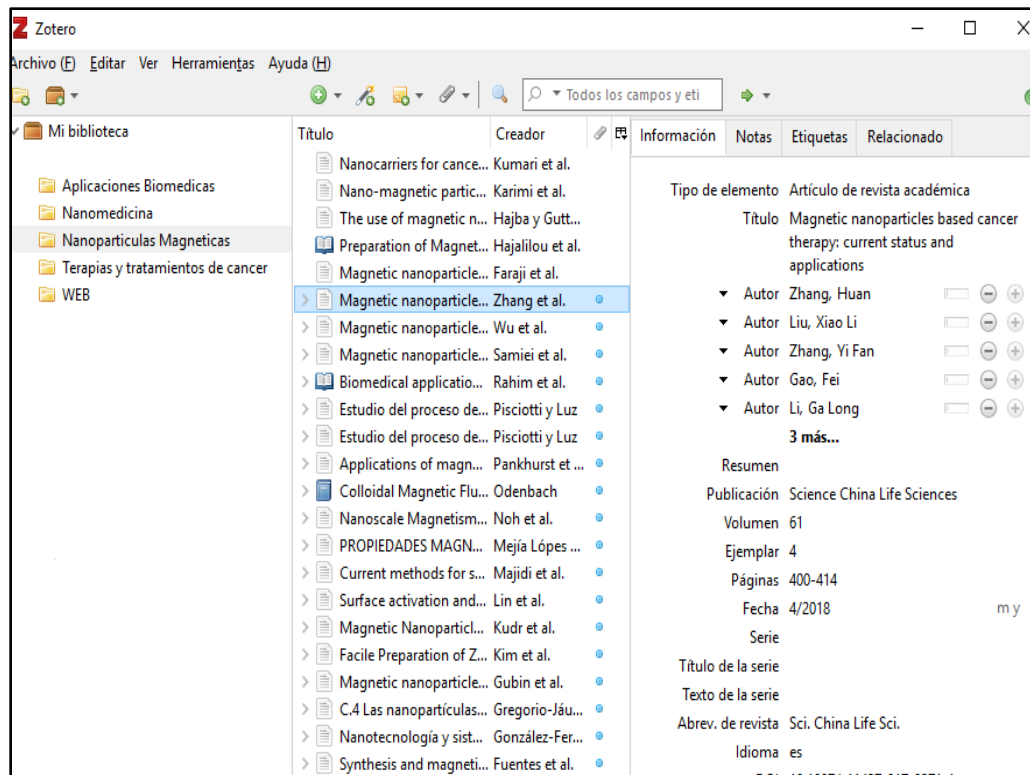 Zotero
Archivo (F) Editar Ver Herramientas Ayuda (H)
Todos los campos y eti
Mi biblioteca
Aplicaciones Biomedicas
Nanomedicina
Nanoparticulas Magneticas
Terapias y tratamientos de cancer
WEB
Título Creador
Nanocarriers for cance... Kumari et al.
Nano-magnetic partic... Karimi et al.
The use of magnetic n... Hajba y Gutt...
Preparation of Magnet... Hajalilou et al.
Magnetic nanoparticle... Faraji et al.
Magnetic nanoparticle... Zhang et al.
Magnetic nanoparticle... Wu et al.
Magnetic nanoparticle... Samiei et al.
Biomedical applicatio... Rahim et al.
Estudio del proceso de... Pisciotti y Luz
Estudio del proceso de... Pisciotti y Luz
Applications of magn... Pankhurst et ...
Colloidal Magnetic Flu... Odenbach
Nanoscale Magnetism... Noh et al.
PROPIEDADES MAGN... Mejía Lópes ...
Current methods for s... Majidi et al.
Surface activation and... Lin et al.
Magnetic Nanoparticl... Kudr et al.
Facile Preparation of Z... Kim et al.
Magnetic nanoparticle... Gubin et al.
C.4 Las nanopartículas... Gregorio-Jáu...
Nanotecnología y sist... González-Fer...
Synthesis and magneti... Fuentes et al.
Información Notas Etiquetas Relacionado
Tipo de elemento Artículo de revista académica
Título Magnetic nanoparticles based cancer
therapy: current status and
applications
Autor Zhang, Huan
Autor Liu, Xiao Li
Autor Zhang, Yi Fan
Autor Gao, Fei
Autor Li, Ga Long
3 más...
Resumen
Publicación Science China Life Sciences
Volumen 61
Ejemplar 4
Páginas 400-414
Fecha 4/2018 m y
Serie
Título de la serie
Texto de la serie
Abrev. de revista Sci. China Life Sci.
Idioma es